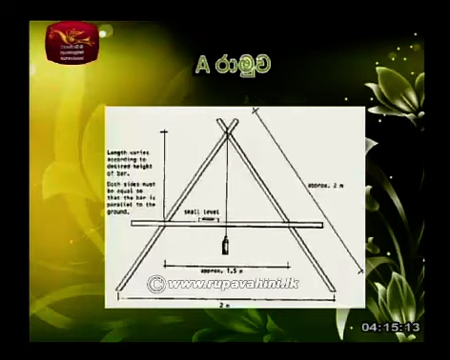 A රාමුව
Length varies
according to
desired height
of bar.
Both sides must
be equal so
that the bar is
parallel to the
ground.
small level
approx. 2 m
approx. 1.5 m
© www.rupavahini.lk
2 m
04:15:13